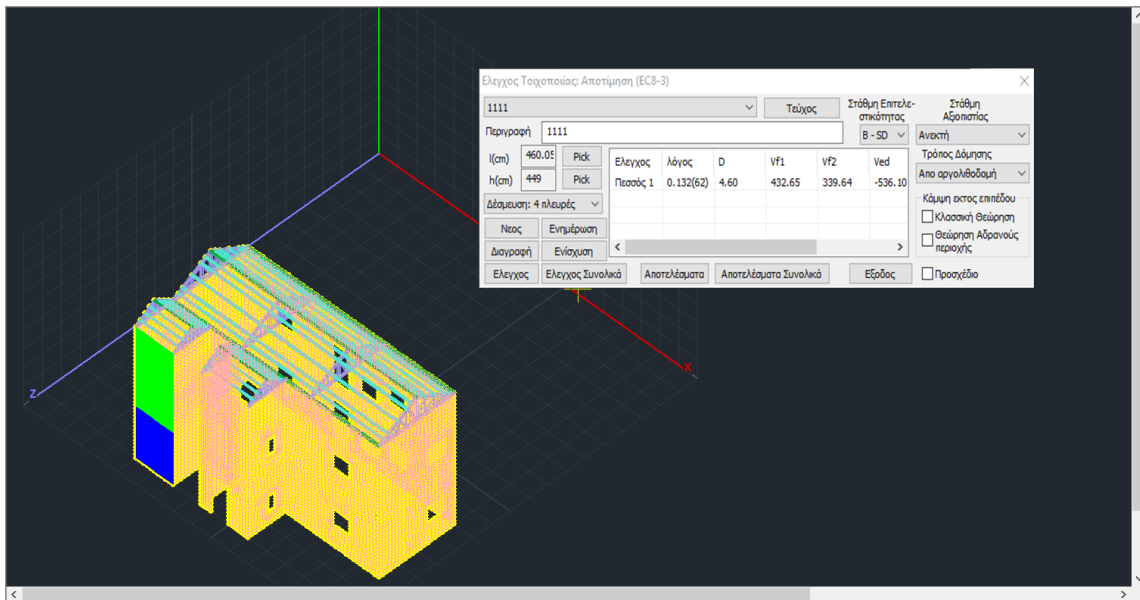 Ελεγχος Τοιχοποιίας: Αποτίμηση (EC8-3)
1111
Τεύχος
Στάθμη Επιτελε-
στικότητας
Στάθμη
Αξιοπιστίας
Περιγραφή 1111
B - SD
Ανεκτή
l(cm) 460.05 Pick
h(cm) 449 Pick
Ελεγχος λόγος D Vf1 Vf2 Ved
Πεσσός 1 0.132(62) 4.60 432.65 339.64 -536.10
Τρόπος Δόμησης
Απο αργολιθοδομή
Δέσμευση: 4 πλευρές
Κάμψη εκτος επιπέδου
Κλασσική Θεώρηση
Θεώρηση Αδρανούς
περιοχής
Νεος Ενημέρωση
Διαγραφή Ενίσχυση
Ελεγχος Ελεγχος Συνολικά Αποτελέσματα Αποτελέσματα Συνολικά Εξοδος Προσχέδιο
X
Z